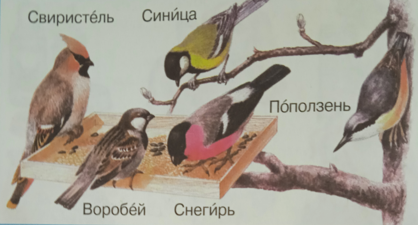 Свиристе́ль
Сини́ца
По́ползень
Воробе́й
Снеги́рь